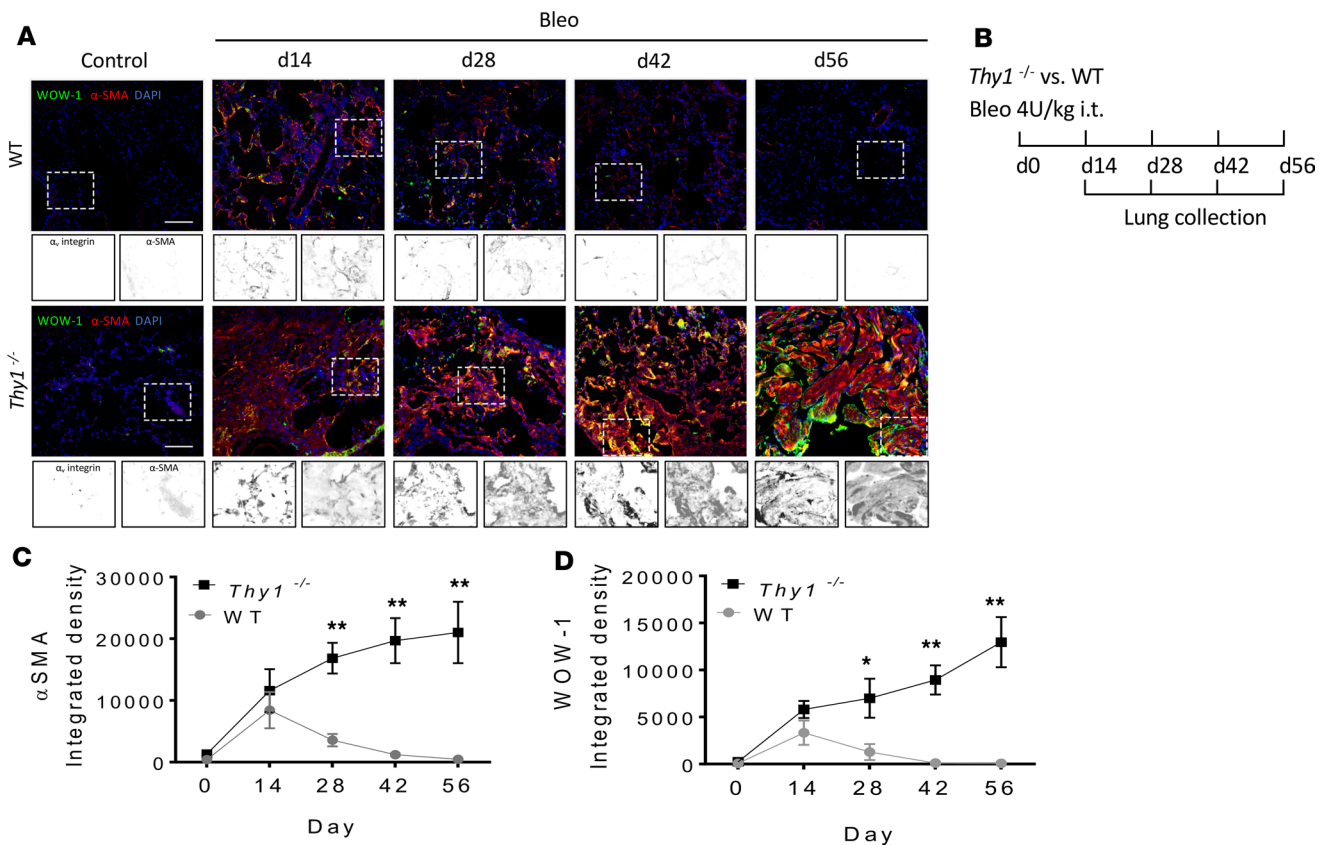 A
Bleo
Control d14 d28 d42 d56
WT
WOW-1 α-SMA DAPI
αv integrin α-SMA
Thy1 -/-
WOW-1 α-SMA DAPI
αv integrin α-SMA
B
Thy1 -/- vs. WT
Bleo 4U/kg i.t.
d0 d14 d28 d42 d56
Lung collection
C
αSMA
Integrated density
30000
20000
10000
0
Thy1 -/-
WT
** ** **
0 14 28 42 56
Day
D
WOW-1
Integrated density
20000
15000
10000
5000
0
Thy1 -/-
WT
* ** **
0 14 28 42 56
Day